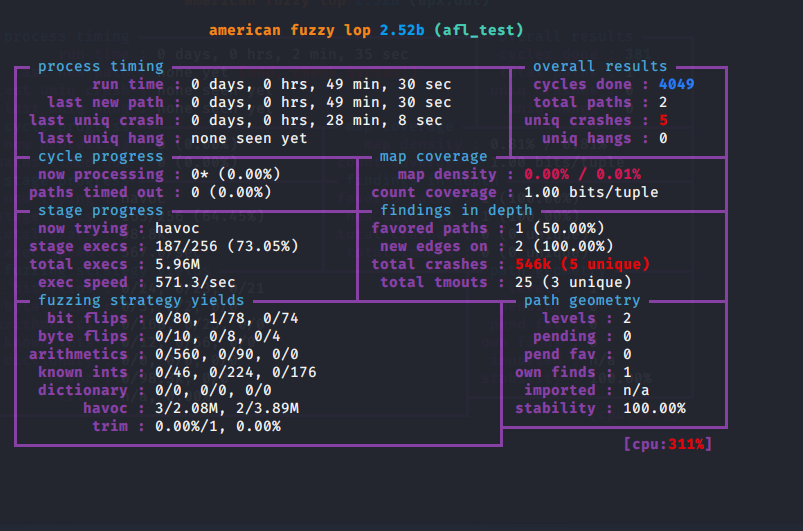 american fuzzy lop 2.52b (afl_test)
process timing overall results
run time : 0 days, 0 hrs, 49 min, 30 sec cycles done : 4049
last new path : 0 days, 0 hrs, 49 min, 30 sec total paths : 2
last uniq crash : 0 days, 0 hrs, 28 min, 8 sec uniq crashes : 5
last uniq hang : none seen yet uniq hangs : 0
cycle progress map coverage
now processing : 0* (0.00%) map density : 0.00% / 0.01%
paths timed out : 0 (0.00%) count coverage : 1.00 bits/tuple
stage progress findings in depth
now trying : havoc favored paths : 1 (50.00%)
stage execs : 187/256 (73.05%) new edges on : 2 (100.00%)
total execs : 5.96M total crashes : 546k (5 unique)
exec speed : 571.3/sec total tmouts : 25 (3 unique)
fuzzing strategy yields path geometry
bit flips : 0/80, 1/78, 0/74 levels : 2
byte flips : 0/10, 0/8, 0/4 pending : 0
arithmetics : 0/560, 0/90, 0/0 pend fav : 0
known ints : 0/46, 0/224, 0/176 own finds : 1
dictionary : 0/0, 0/0, 0/0 imported : n/a
havoc : 3/2.08M, 2/3.89M stability : 100.00%
trim : 0.00%/1, 0.00%
[cpu:311%]